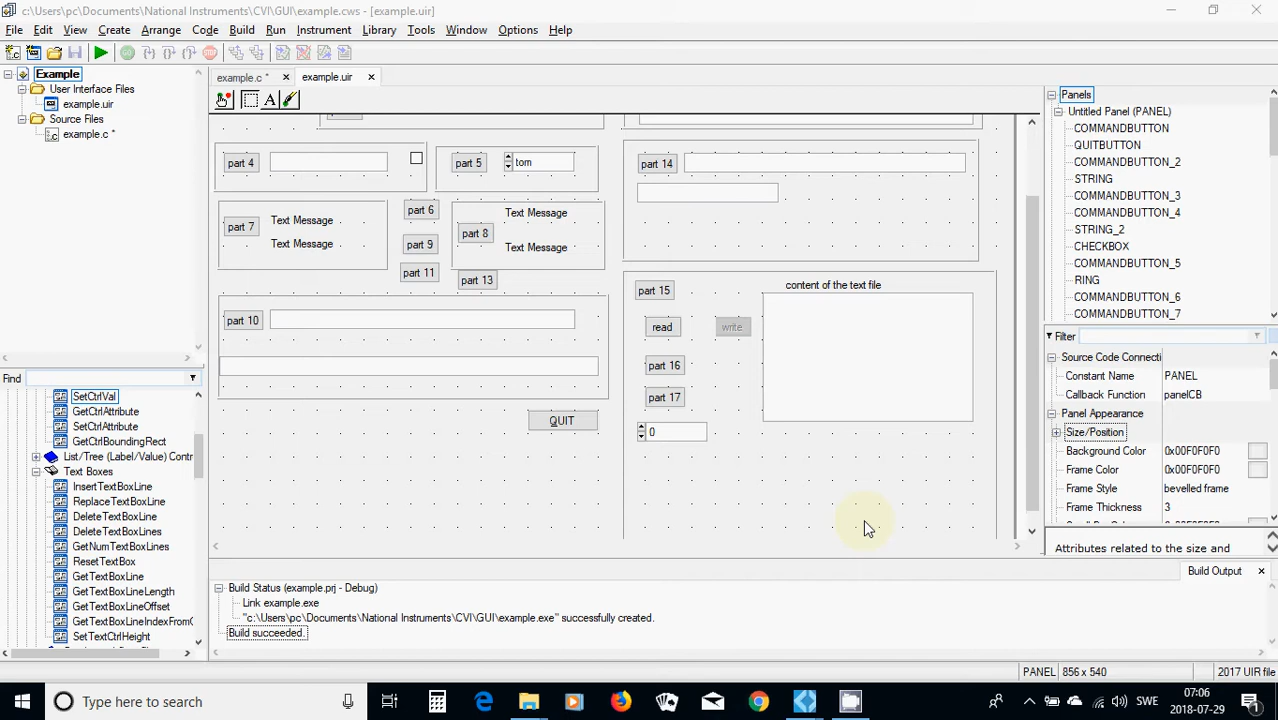 c:\Users\pc\Documents\National Instruments\CVI\GUI\example.cws - [example.uir]
File Edit View Create Arrange Code Build Run Instrument Library Tools Window Options Help
Example
User Interface Files
example.uir
Source Files
example.c *
example.c * example.uir
part 4
part 5 tom
part 14
part 6
part 7 Text Message
Text Message
part 8 Text Message
Text Message
part 9
part 11
part 13
part 10
QUIT
part 15 content of the text file
read write
part 16
part 17
0
Panels
Untitled Panel (PANEL)
COMMANDBUTTON
QUITBUTTON
COMMANDBUTTON_2
STRING
COMMANDBUTTON_3
COMMANDBUTTON_4
STRING_2
CHECKBOX
COMMANDBUTTON_5
RING
COMMANDBUTTON_6
COMMANDBUTTON_7
Filter
Source Code Connecti
Constant Name PANEL
Callback Function panelCB
Panel Appearance
Size/Position
Background Color 0x00F0F0F0
Frame Color 0x00F0F0F0
Frame Style bevelled frame
Frame Thickness 3
Attributes related to the size and
Find
SetCtrlVal
GetCtrlAttribute
SetCtrlAttribute
GetCtrlBoundingRect
List/Tree (Label/Value) Contr
Text Boxes
InsertTextBoxLine
ReplaceTextBoxLine
DeleteTextBoxLine
DeleteTextBoxLines
GetNumTextBoxLines
ResetTextBox
GetTextBoxLine
GetTextBoxLineLength
GetTextBoxLineOffset
GetTextBoxLineIndexFromO
SetTextCtrlHeight
Build Output
Build Status (example.prj - Debug)
Link example.exe
"c:\Users\pc\Documents\National Instruments\CVI\GUI\example.exe" successfully created.
Build succeeded.
PANEL 856 x 540 2017 UIR file
Type here to search
SWE
07:06
2018-07-29
1